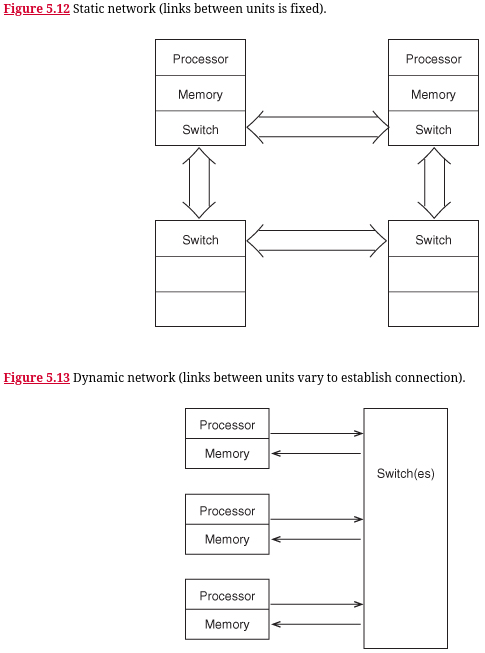 Figure 5.12 Static network (links between units is fixed).
Processor Processor
Memory Memory
Switch Switch
Switch Switch
Figure 5.13 Dynamic network (links between units vary to establish connection).
Processor
Memory
Switch(es)
Processor
Memory
Processor
Memory